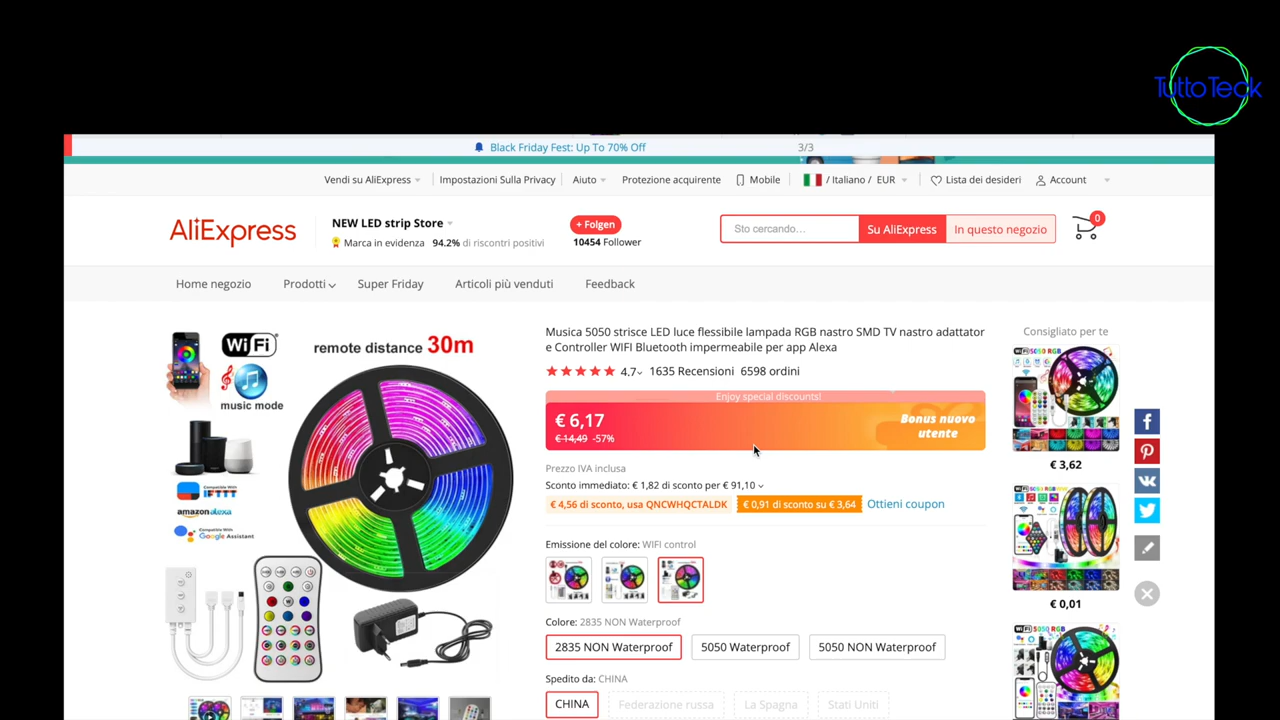 TuttoTeck
Black Friday Fest: Up To 70% Off
3/3
Vendi su AliExpress
Impostazioni Sulla Privacy
Aiuto
Protezione acquirente
Mobile
/ Italiano / EUR
Lista dei desideri
Account
AliExpress
NEW LED strip Store
Marca in evidenza 94.2% di riscontri positivi
+ Folgen
10454 Follower
Sto cercando...
Su AliExpress
In questo negozio
0
Home negozio
Prodotti
Super Friday
Articoli più venduti
Feedback
WiFi
remote distance 30m
music mode
Compatible With
IFTTT
amazon alexa
Compatible With
Google Assistant
Musica 5050 strisce LED luce flessibile lampada RGB nastro SMD TV nastro adattator
e Controller WIFI Bluetooth impermeabile per app Alexa
4.7 1635 Recensioni 6598 ordini
Enjoy special discounts!
€ 6,17
€ 14,49 -57%
Bonus nuovo
utente
Prezzo IVA inclusa
Sconto immediato: € 1,82 di sconto per € 91,10
€ 4,56 di sconto, usa QNCWHQCTALDK
€ 0,91 di sconto su € 3,64
Ottieni coupon
Emissione del colore: WIFI control
Colore: 2835 NON Waterproof
2835 NON Waterproof
5050 Waterproof
5050 NON Waterproof
Spedito da: CHINA
CHINA
Federazione russa
La Spagna
Stati Uniti
Consigliato per te
WiFi 5050 RGB
€ 3,62
€ 0,01
WiFi 5050 RGB